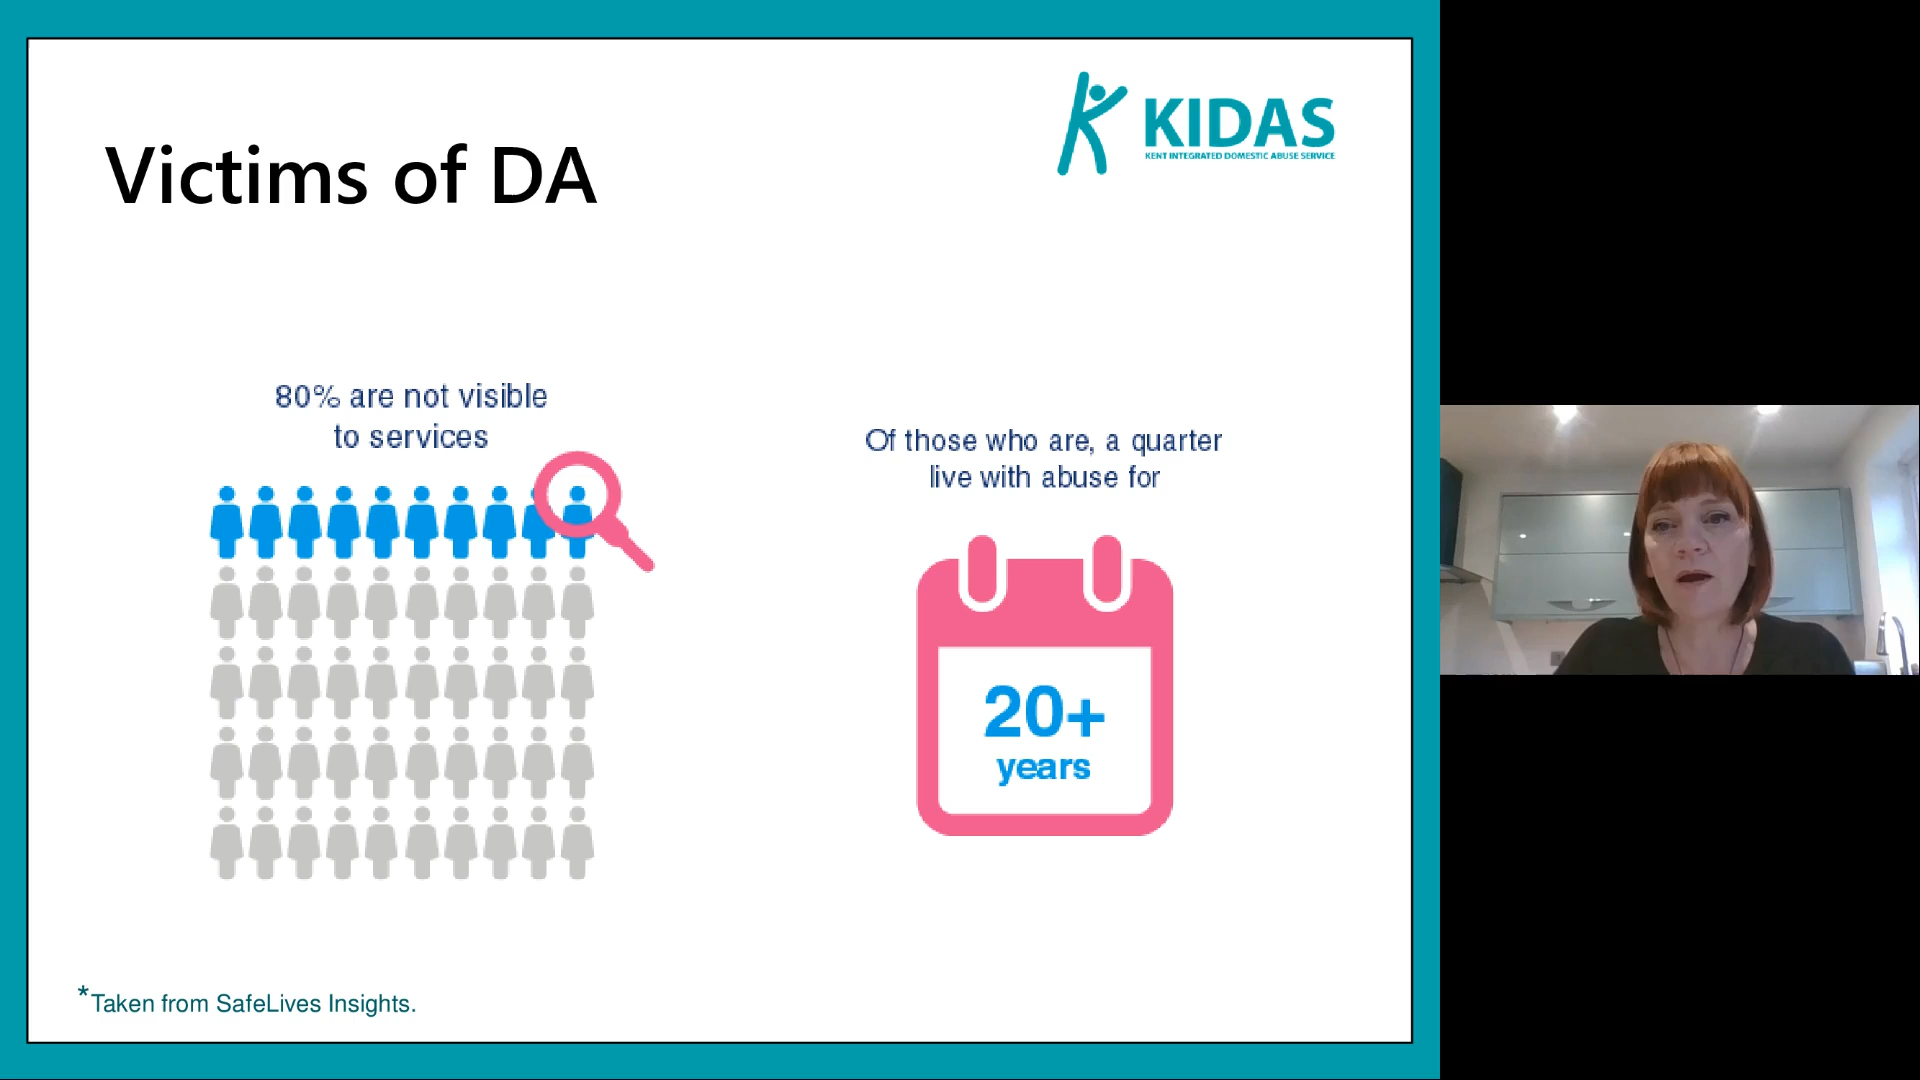 KIDAS
KENT INTEGRATED DOMESTIC ABUSE SERVICE
Victims of DA
80% are not visible
to services
Of those who are, a quarter
live with abuse for
20+
years
*Taken from SafeLives Insights.